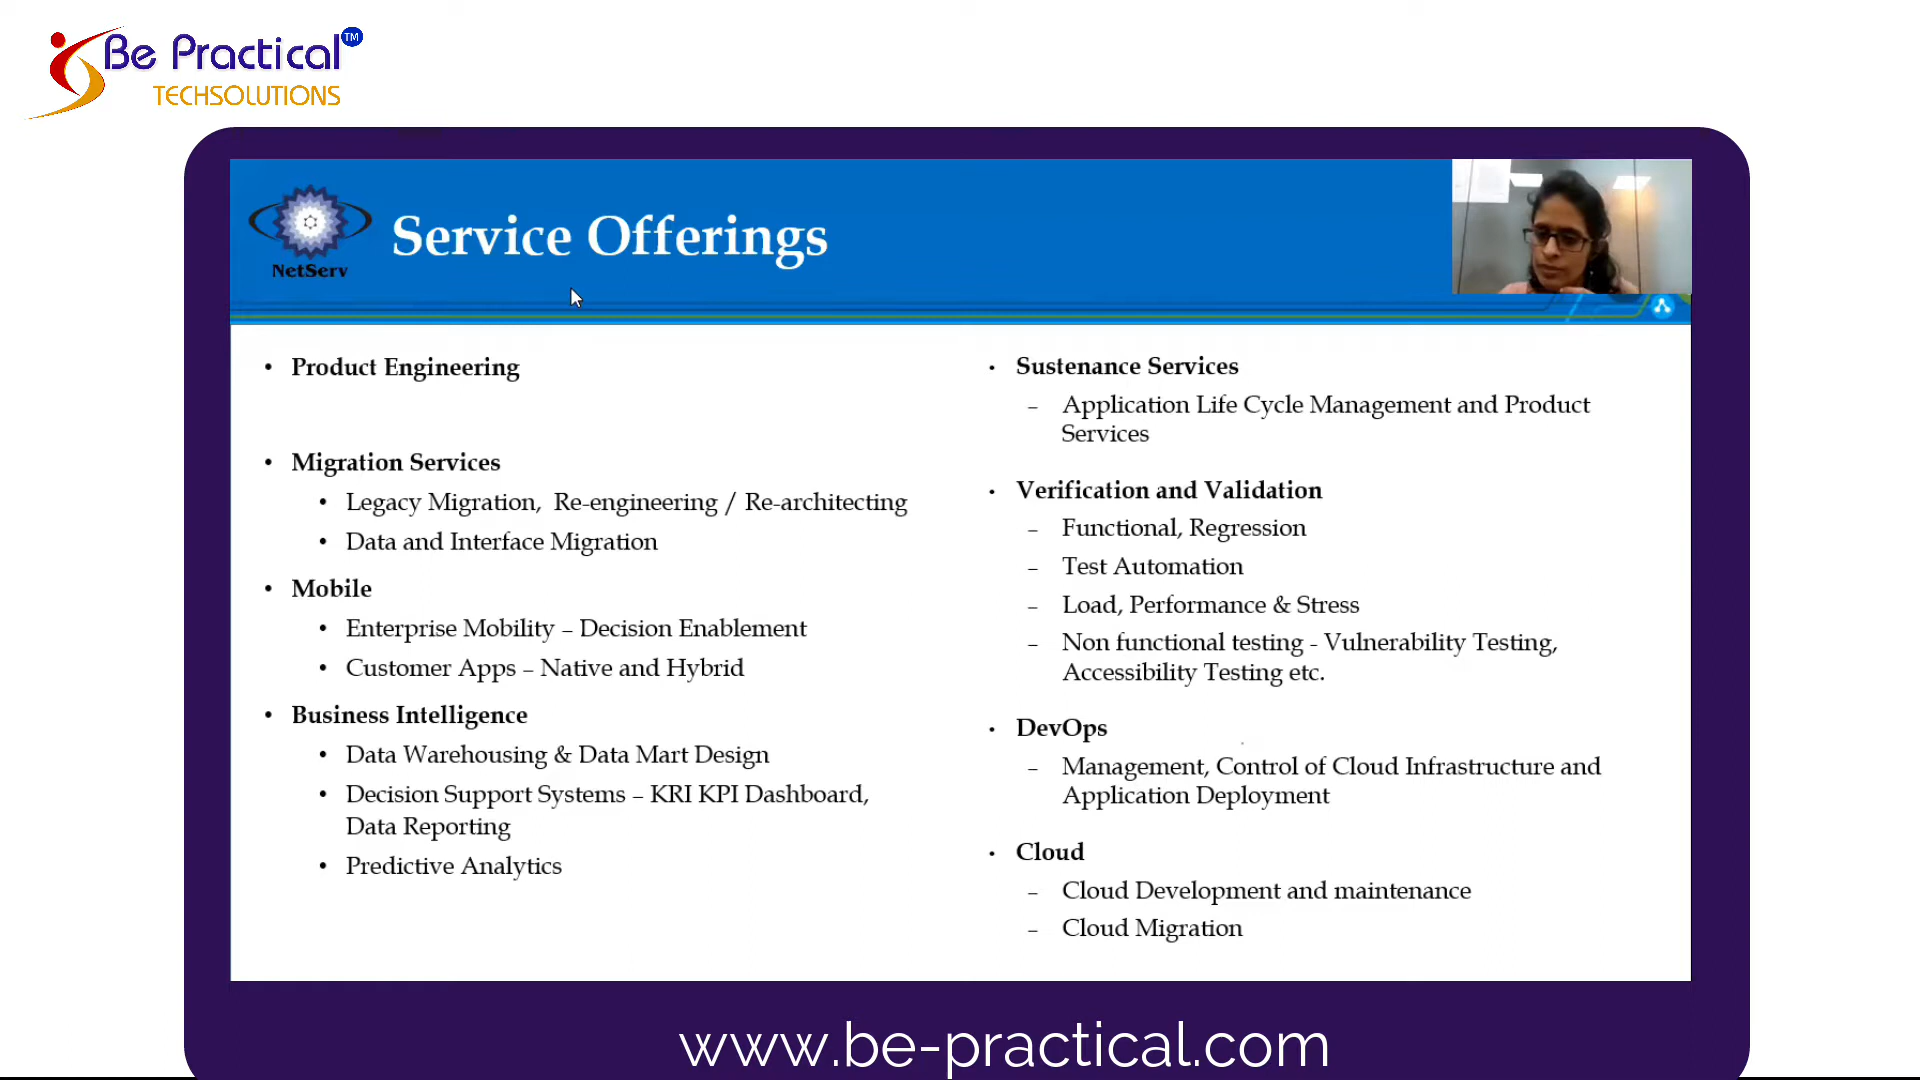 Be Practical TM
TECHSOLUTIONS
NetServ
Service Offerings
• Product Engineering
• Migration Services
• Legacy Migration, Re-engineering / Re-architecting
• Data and Interface Migration
• Mobile
• Enterprise Mobility – Decision Enablement
• Customer Apps – Native and Hybrid
• Business Intelligence
• Data Warehousing & Data Mart Design
• Decision Support Systems – KRI KPI Dashboard,
Data Reporting
• Predictive Analytics
• Sustenance Services
– Application Life Cycle Management and Product
Services
• Verification and Validation
– Functional, Regression
– Test Automation
– Load, Performance & Stress
– Non functional testing - Vulnerability Testing,
Accessibility Testing etc.
• DevOps
– Management, Control of Cloud Infrastructure and
Application Deployment
• Cloud
– Cloud Development and maintenance
– Cloud Migration
www.be-practical.com